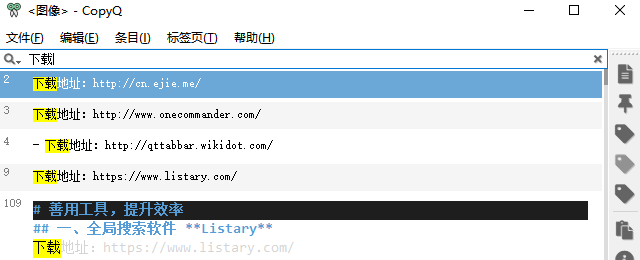 <图像> - CopyQ
文件(F) 编辑(E) 条目(I) 标签页(T) 帮助(H)
下载
2 下载地址: http://cn.ejie.me/
3 下载地址: http://www.onecommander.com/
4 - 下载地址: http://qttabbar.wikidot.com/
9 下载地址: https://www.listary.com/
109 # 善用工具，提升效率
## 一、全局搜索软件 **Listary**
下载地址: https://www.listary.com/